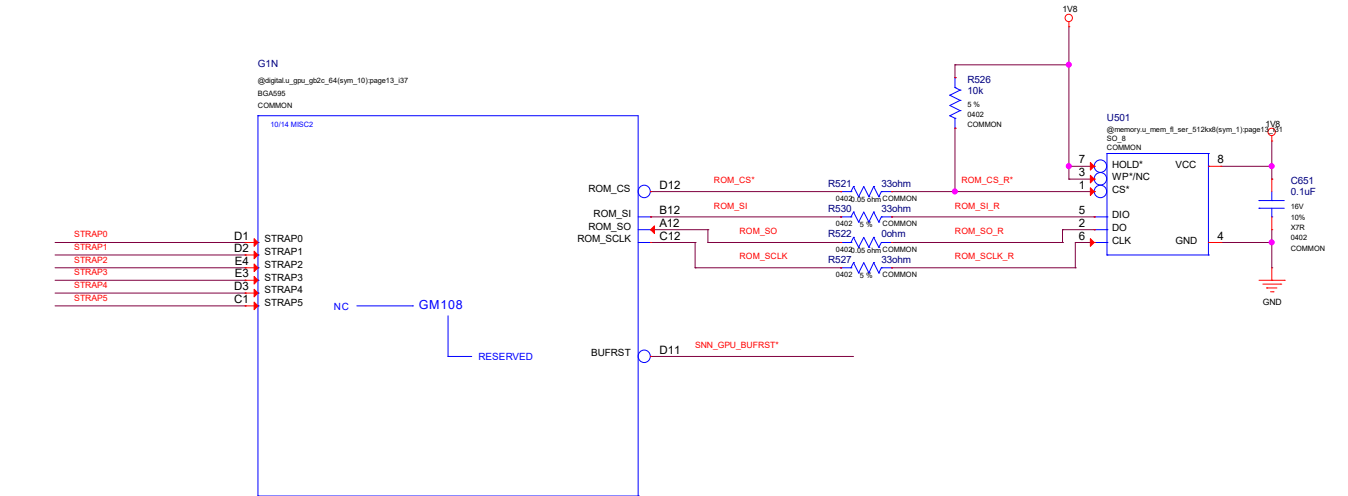 1V8
G1N
@digital.u_gpu_gb2c_64(sym_10):page13_i37
BGA595
COMMON
10/14 MISC2
R526
10k
5 %
0402
COMMON
U501
@memory.u_mem_fl_ser_512kx8(sym_1):page13_i31
SO_8
COMMON
1V8
7 HOLD* VCC 8
3 WP*/NC
1 CS*
5 DIO
2 DO GND 4
6 CLK
C651
0.1uF
16V
10%
X7R
0402
COMMON
GND
ROM_CS D12 ROM_CS* R521 33ohm ROM_CS_R*
0402 0.05 ohm COMMON
ROM_SI B12 ROM_SI R530 33ohm ROM_SI_R
0402 5 % COMMON
ROM_SO A12 ROM_SO R522 0ohm ROM_SO_R
0402 0.05 ohm COMMON
ROM_SCLK C12 ROM_SCLK R527 33ohm ROM_SCLK_R
0402 5 % COMMON
STRAP0 D1 STRAP0
STRAP1 D2 STRAP1
STRAP2 E4 STRAP2
STRAP3 E3 STRAP3
STRAP4 D3 STRAP4
STRAP5 C1 STRAP5
NC GM108
RESERVED
BUFRST D11 SNN_GPU_BUFRST*